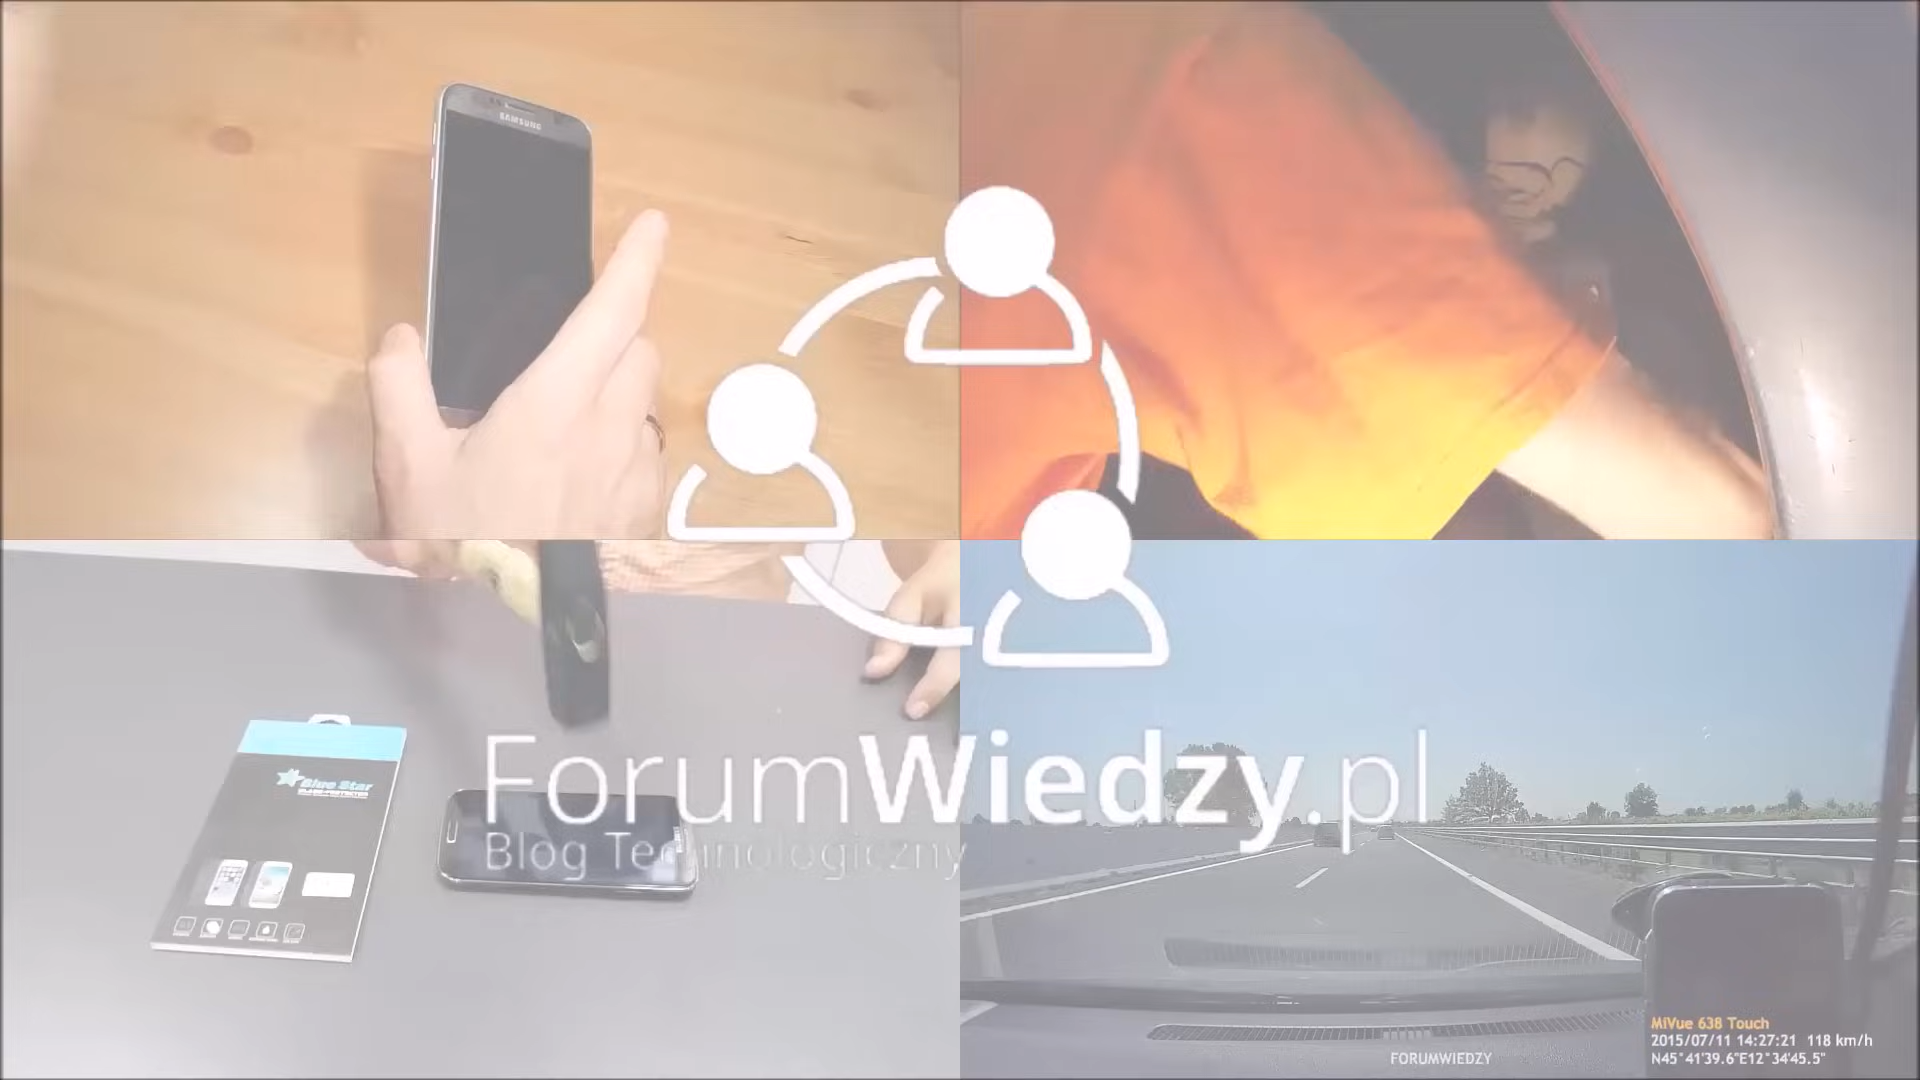 SAMSUNG
ForumWiedzy.pl
Blog Technologiczny
Blue Star
MiVue 638 Touch
2015/07/11 14:27:21 118 km/h
N45°41'39.6"E12°34'45.5"
FORUMWIEDZY